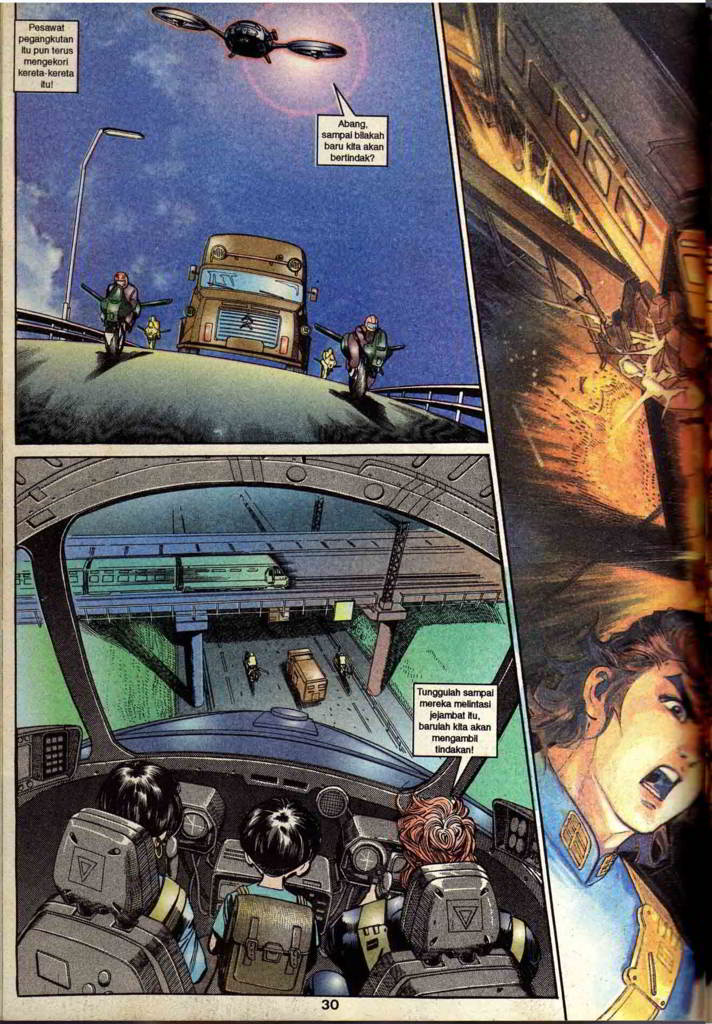 Pesawat
pegangkutan
itu pun terus
mengekori
kereta-kereta
itu!
Abang,
sampai bilakah
baru kita akan
bertindak?
Tunggulah sampai
mereka melintasi
jejambat itu,
barulah kita akan
mengambil
tindakan!
30